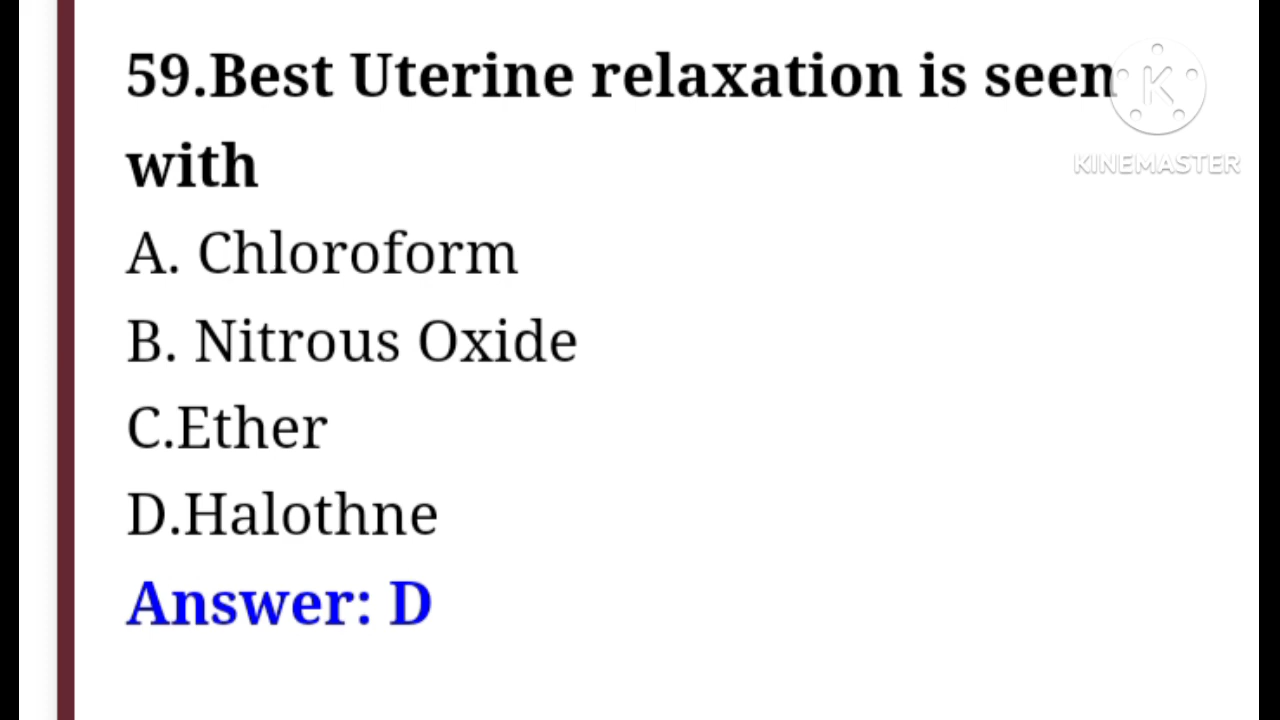 59.Best Uterine relaxation is seen
with
A. Chloroform
B. Nitrous Oxide
C.Ether
D.Halothne
Answer: D
K
KINEMASTER